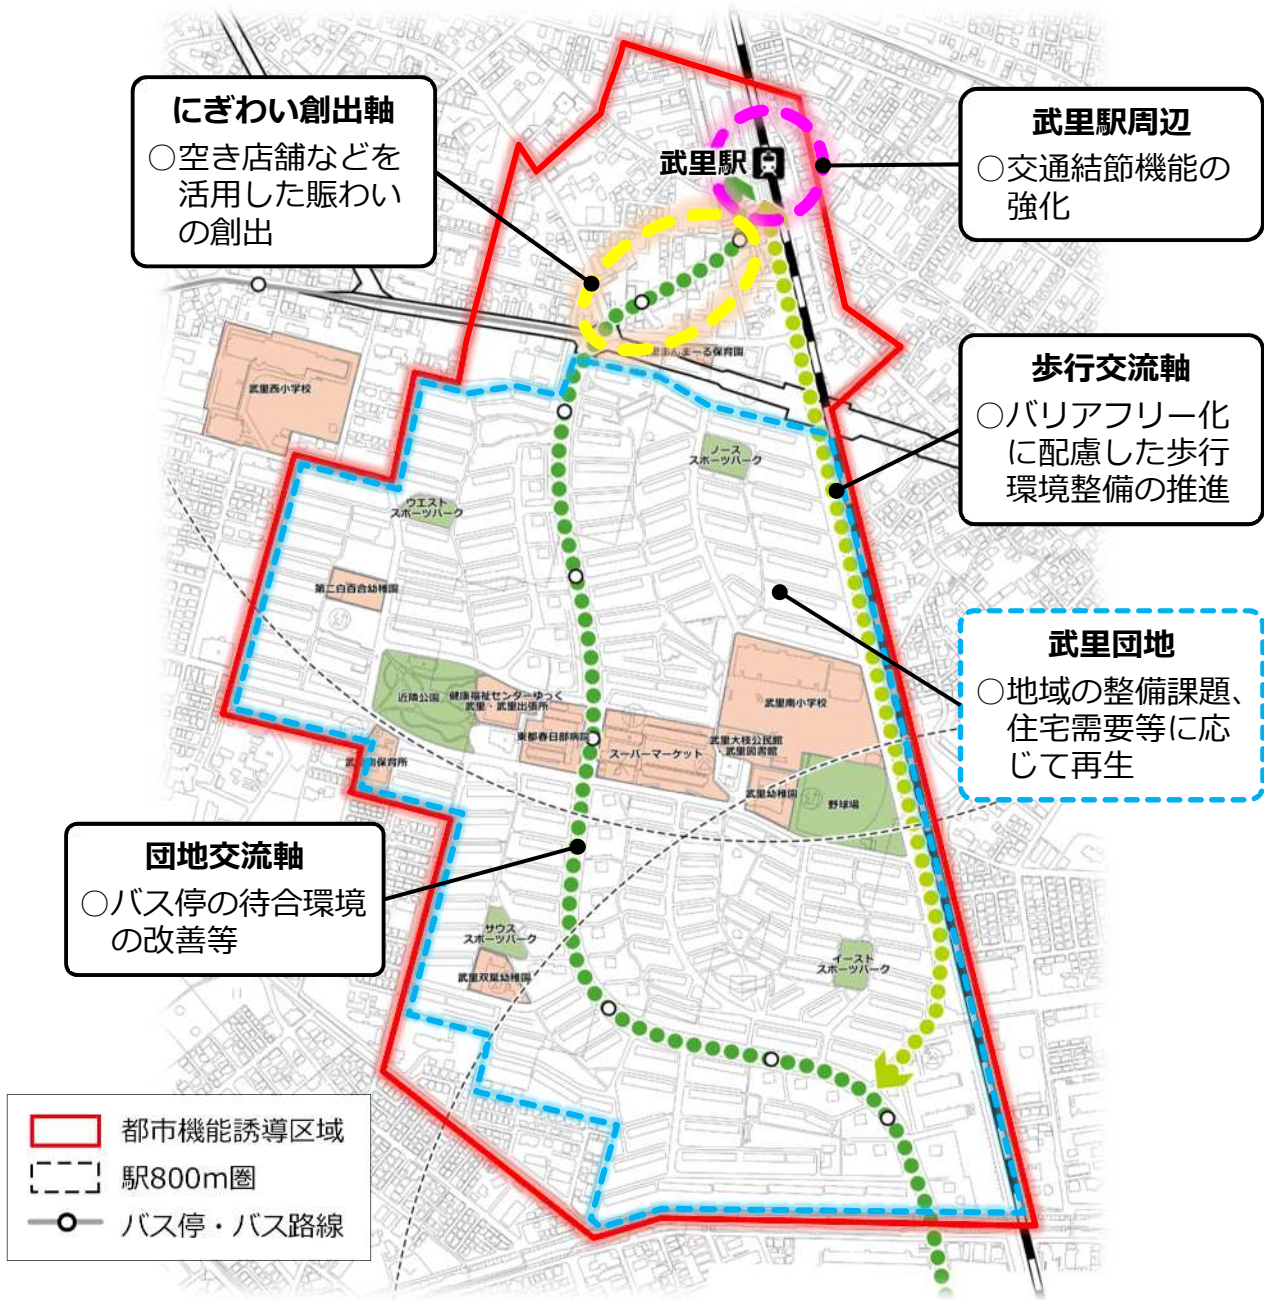 にぎわい創出軸
○空き店舗などを
活用した賑わい
の創出
武里駅周辺
○交通結節機能の
強化
武里駅
まんまーる保育園
歩行交流軸
○バリアフリー化
に配慮した歩行
環境整備の推進
武里西小学校
ノース
スポーツパーク
ウエスト
スポーツパーク
第二白百合幼稚園
武里団地
○地域の整備課題、
住宅需要等に応
じて再生
近隣公園
健康福祉センターゆっく
武里・武里出張所
武里南小学校
東都春日部病院
スーパーマーケット
武里大枝公民館
武里図書館
保育所
武里幼稚園
野球場
団地交流軸
○バス停の待合環境
の改善等
サウス
スポーツパーク
武里双葉幼稚園
イースト
スポーツパーク
都市機能誘導区域
駅800m圏
バス停・バス路線